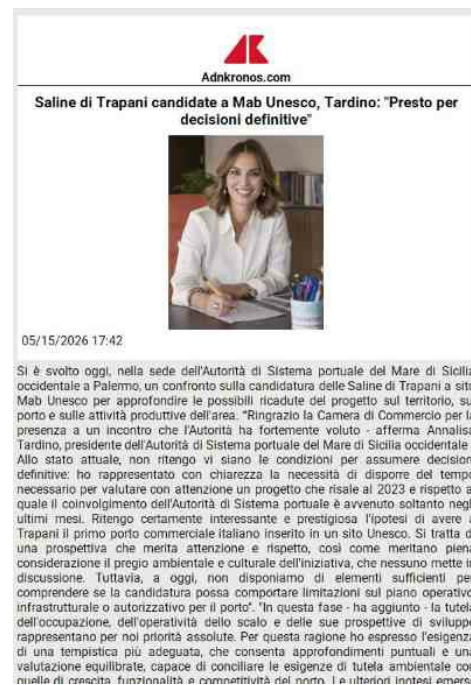 Adnkronos.com
Saline di Trapani candidate a Mab Unesco, Tardino: "Presto per
decisioni definitive"
05/15/2026 17:42
Si è svolto oggi, nella sede dell'Autorità di Sistema portuale del Mare di Sicilia
occidentale a Palermo, un confronto sulla candidatura delle Saline di Trapani a sito
Mab Unesco per approfondire le possibili ricadute del progetto sul territorio, su
porto e sulle attività produttive dell'area. "Ringrazio la Camera di Commercio per la
presenza a un incontro che l'Autorità ha fortemente voluto - afferma Annalisa
Tardino, presidente dell'Autorità di Sistema portuale del Mare di Sicilia occidentale
Allo stato attuale, non ritengo vi siano le condizioni per assumere decision
definitive: ho rappresentato con chiarezza la necessità di disporre del tempo
necessario per valutare con attenzione un progetto che risale al 2023 e rispetto a
quale il coinvolgimento dell'Autorità di Sistema portuale è avvenuto soltanto negl
ultimi mesi. Ritengo certamente interessante e prestigiosa l'ipotesi di avere a
Trapani il primo porto commerciale italiano inserito in un sito Unesco. Si tratta d
una prospettiva che merita attenzione e rispetto, così come meritano piena
considerazione il pregio ambientale e culturale dell'iniziativa, che nessuno mette in
discussione. Tuttavia, a oggi, non disponiamo di elementi sufficienti per
comprendere se la candidatura possa comportare limitazioni sul piano operativo
infrastrutturale o autorizzativo per il porto". "In questa fase - ha aggiunto - la tutela
dell'occupazione, dell'operatività dello scalo e delle sue prospettive di sviluppo
rappresentano per noi priorità assolute. Per questa ragione ho espresso l'esigenza
di una tempistica più adeguata, che consenta approfondimenti puntuali e una
valutazione equilibrata, capace di conciliare le esigenze di tutela ambientale con
quelle di crescita, funzionalità e competitività del porto. Le ulteriori ipotesi emerse